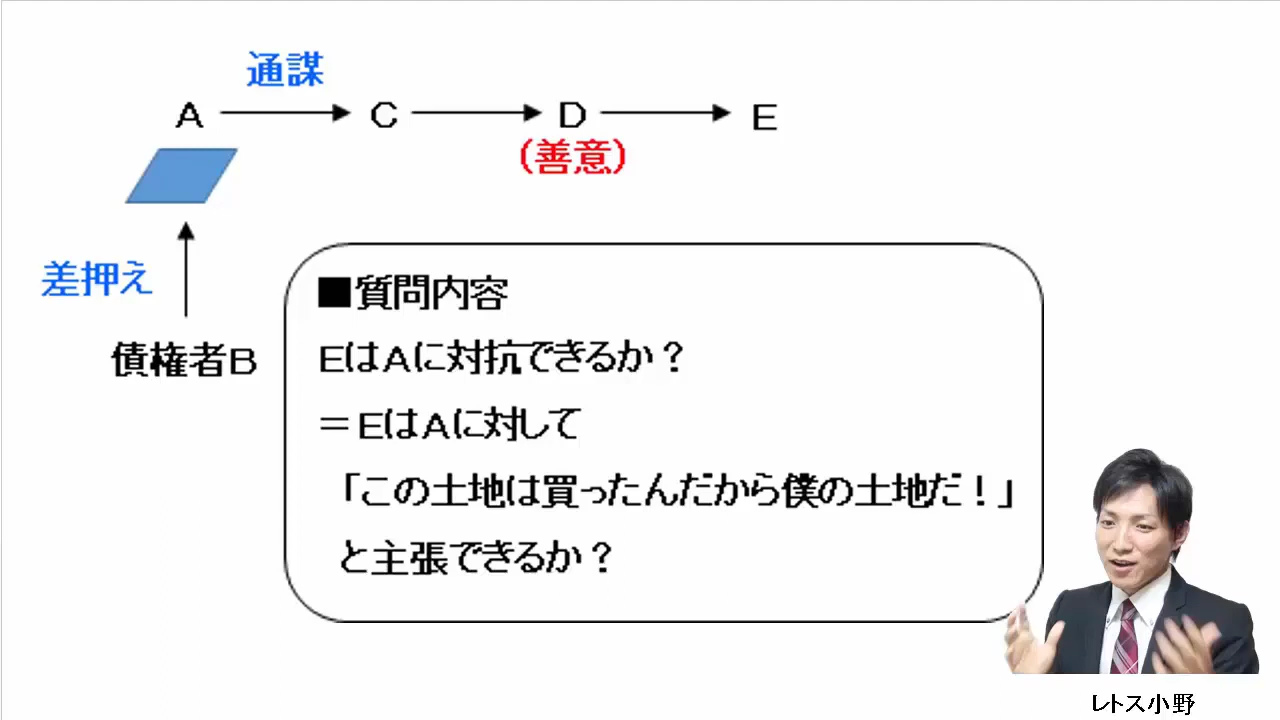 通謀
A → C → D → E
(善意)
差押え
債権者B
■質問内容
EはAに対抗できるか？
＝EはAに対して
「この土地は買ったんだから僕の土地だ！」
と主張できるか？
レトス小野